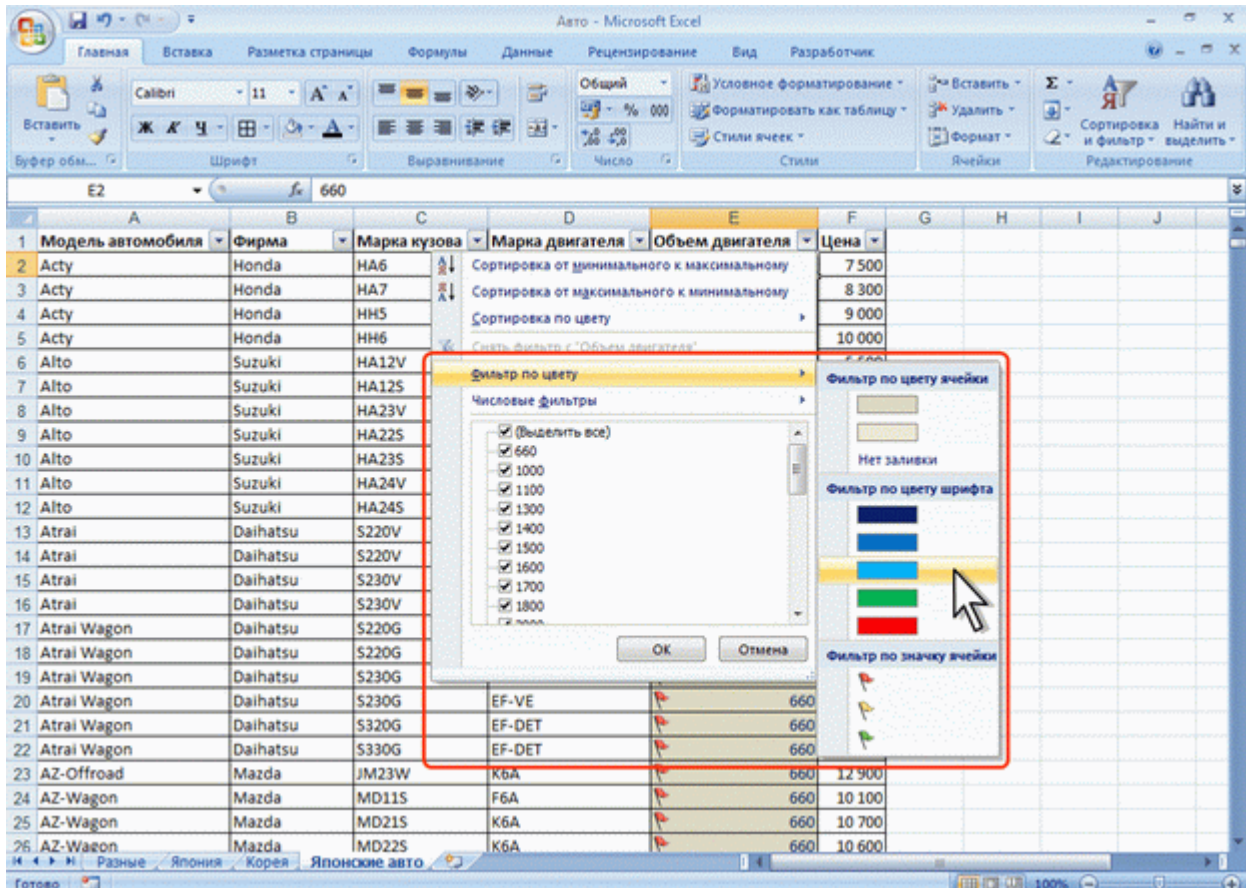 Авто - Microsoft Excel
Главная Вставка Разметка страницы Формулы Данные Рецензирование Вид Разработчик
Calibri 11 Общий Условное форматирование Вставить Σ
Форматировать как таблицу Удалить
Вставить Ж К Ч % 000 Стили ячеек Формат Сортировка и фильтр Найти и выделить
Буфер обм... Шрифт Выравнивание Число Стили Ячейки Редактирование
E2 fx 660
A B C D E F G H I J
1 Модель автомобиля Фирма Марка кузова Марка двигателя Объем двигателя Цена
2 Acty Honda HA6 7 500
3 Acty Honda HA7 8 300
4 Acty Honda HH5 9 000
5 Acty Honda HH6 10 000
6 Alto Suzuki HA12V
7 Alto Suzuki HA12S
8 Alto Suzuki HA23V
9 Alto Suzuki HA22S
10 Alto Suzuki HA23S
11 Alto Suzuki HA24V
12 Alto Suzuki HA24S
13 Atrai Daihatsu S220V
14 Atrai Daihatsu S220V
15 Atrai Daihatsu S230V
16 Atrai Daihatsu S230V
17 Atrai Wagon Daihatsu S220G
18 Atrai Wagon Daihatsu S220G
19 Atrai Wagon Daihatsu S230G
20 Atrai Wagon Daihatsu S230G EF-VE 660
21 Atrai Wagon Daihatsu S320G EF-DET 660
22 Atrai Wagon Daihatsu S330G EF-DET 660
23 AZ-Offroad Mazda JM23W K6A 660 12 900
24 AZ-Wagon Mazda MD11S F6A 660 10 100
25 AZ-Wagon Mazda MD21S K6A 660 10 700
26 AZ-Wagon Mazda MD22S K6A 660 10 600
Сортировка от минимального к максимальному
Сортировка от максимального к минимальному
Сортировка по цвету
Снять фильтр с "Объем двигателя"
Фильтр по цвету
Числовые фильтры
(Выделить все)
660
1000
1100
1300
1400
1500
1600
1700
1800
OK Отмена
Фильтр по цвету ячейки
Нет заливки
Фильтр по цвету шрифта
Фильтр по значку ячейки
Разные Япония Корея Японские авто
Готово 100%